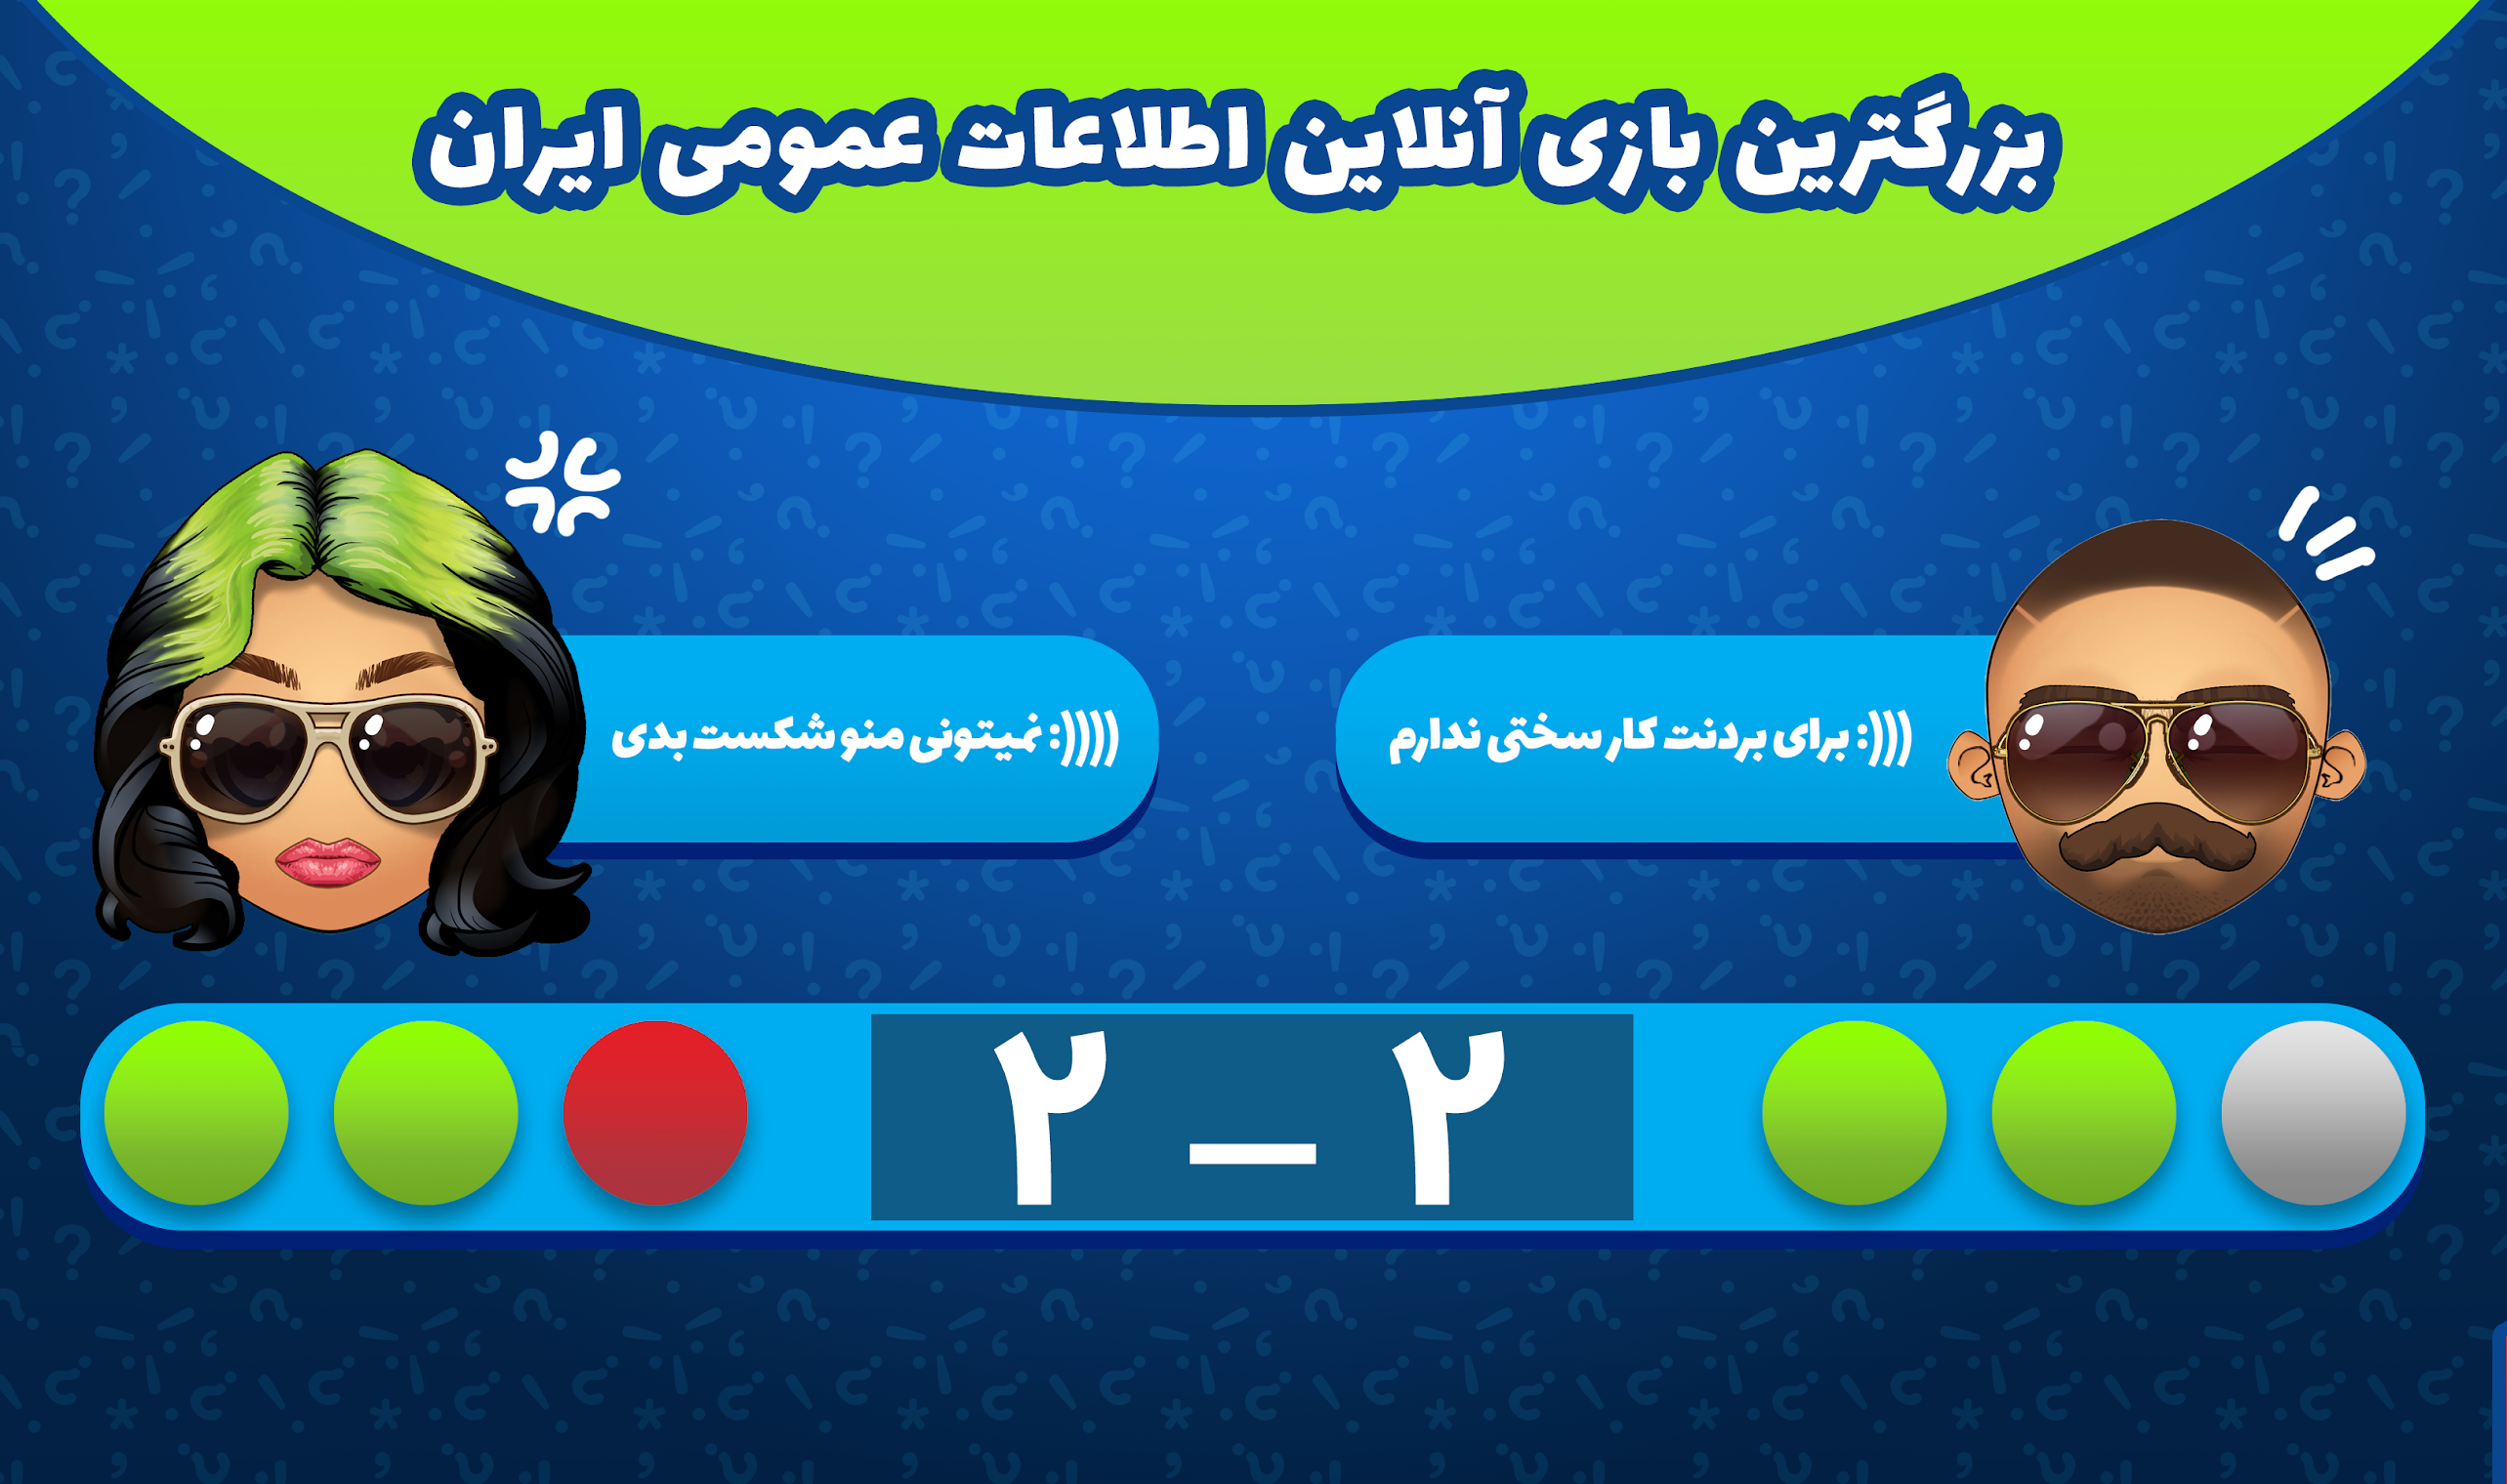 بزرگترین بازی آنلاین اطلاعات عمومی ایران
برای بردنت کار سختی ندارم :)))
نمیتونی منو شکست بدی :))))
۲ – ۲